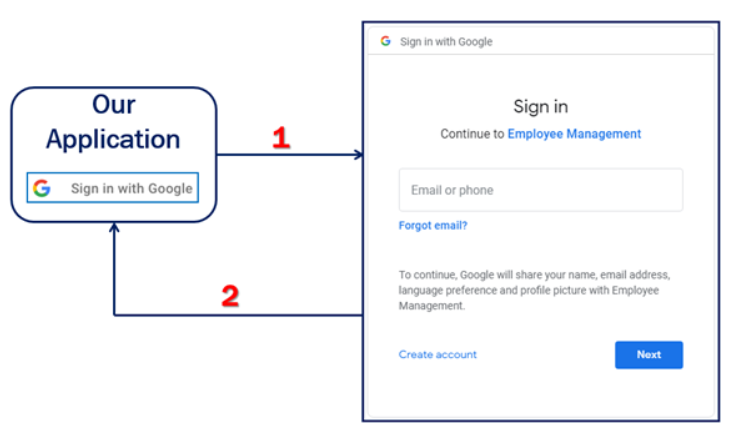 Our
Application
Sign in with Google
1
2
Sign in with Google
Sign in
Continue to Employee Management
Email or phone
Forgot email?
To continue, Google will share your name, email address,
language preference and profile picture with Employee
Management.
Create account
Next